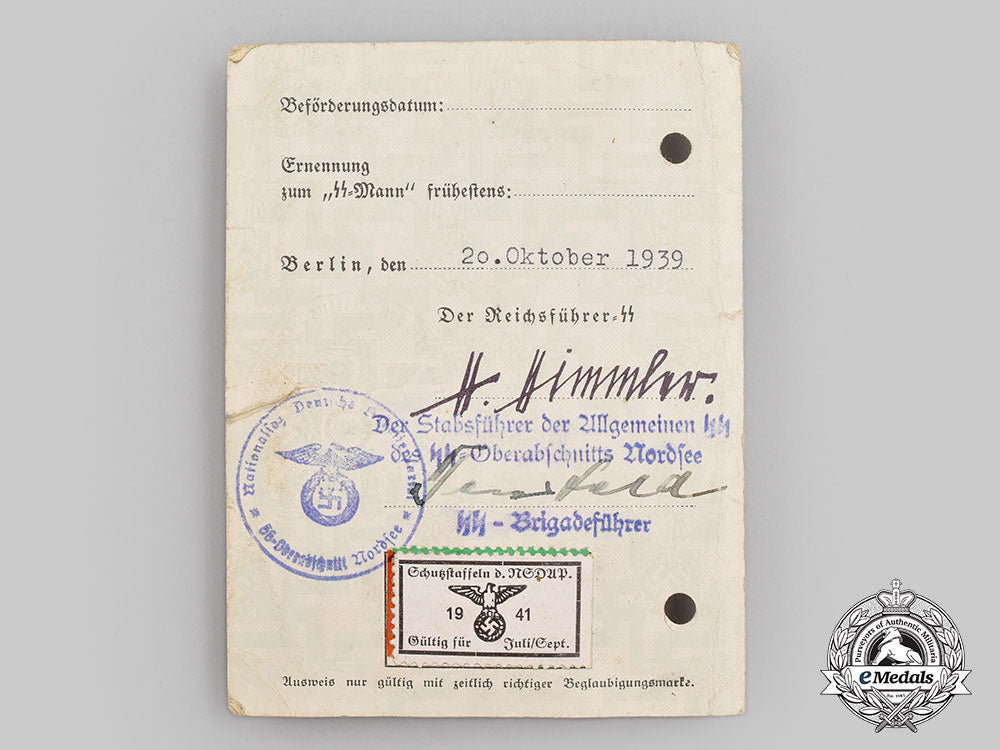 Beförderungsdatum:
Ernennung
zum „SS-Mann" frühestens:
Berlin, den 20. Oktober 1939
Der Reichsführer-SS
H. Himmler.
Der Stabsführer der Allgemeinen SS
des SS-Oberabschnitts Nordsee
SS-Brigadeführer
Nationalsoz. Deutsche
SS-Oberabschnitt Nordsee
Schutzstaffeln d. NSDAP.
19 41
Gültig für Juli/Sept.
Ausweis nur gültig mit zeitlich richtiger Beglaubigungsmarke.
Purveyors of Authentic Militaria
eMedals